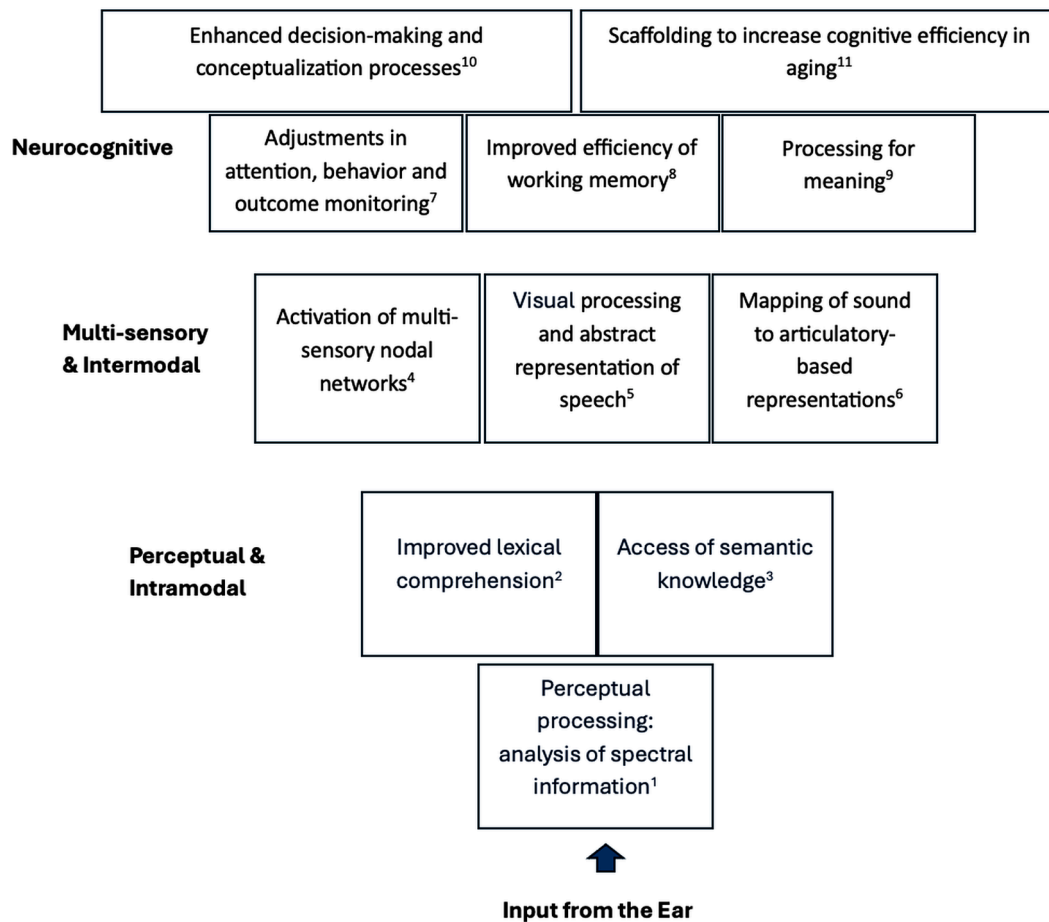 Enhanced decision-making and
conceptualization processes¹⁰
Scaffolding to increase cognitive efficiency in
aging¹¹
Neurocognitive
Adjustments in
attention, behavior and
outcome monitoring⁷
Improved efficiency of
working memory⁸
Processing for
meaning⁹
Multi-sensory
& Intermodal
Activation of multi-
sensory nodal
networks⁴
Visual processing
and abstract
representation of
speech⁵
Mapping of sound
to articulatory-
based
representations⁶
Perceptual &
Intramodal
Improved lexical
comprehension²
Access of semantic
knowledge³
Perceptual
processing:
analysis of spectral
information¹
Input from the Ear